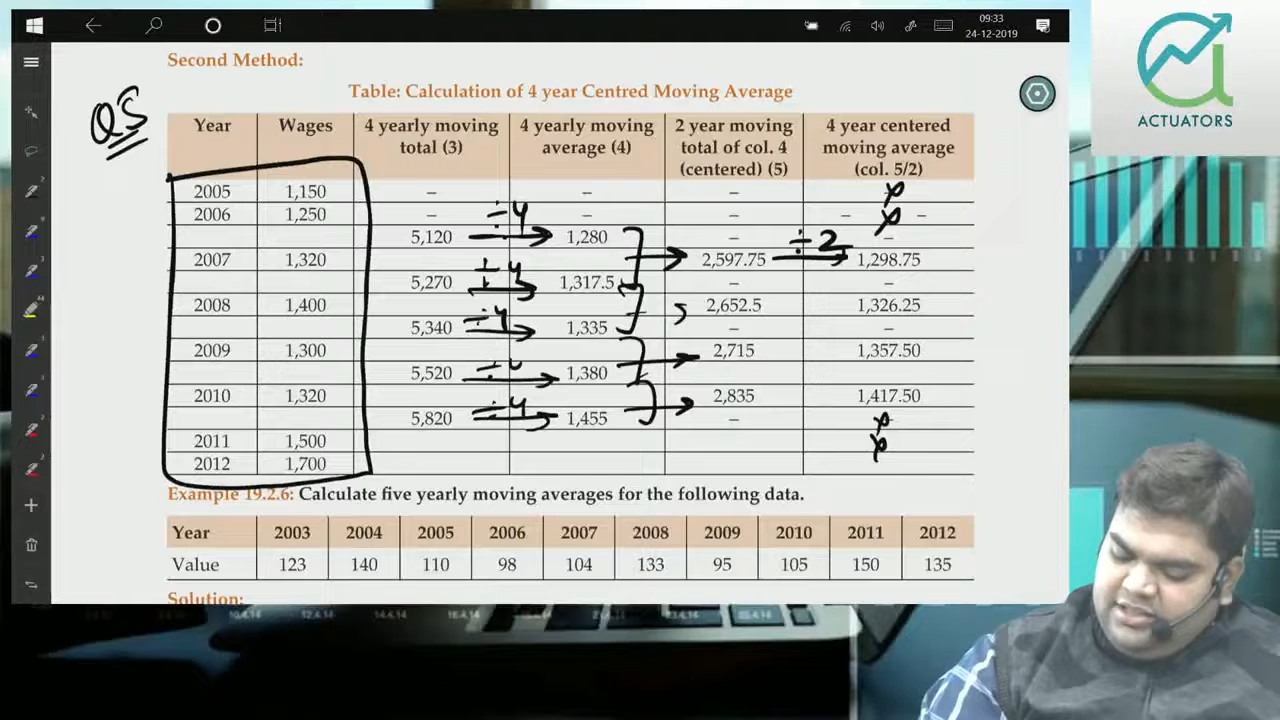 09:33
24-12-2019
ACTUATORS
Second Method:
Table: Calculation of 4 year Centred Moving Average
Q5
Year Wages 4 yearly moving total (3) 4 yearly moving average (4) 2 year moving total of col. 4 (centered) (5) 4 year centered moving average (col. 5/2)
2005 1,150 – – – –
2006 1,250 – – – – –
5,120 ÷4 1,280 – –
2007 1,320 2,597.75 ÷2 1,298.75
5,270 ÷4 1,317.5 – –
2008 1,400 2,652.5 1,326.25
5,340 ÷4 1,335 – –
2009 1,300 2,715 1,357.50
5,520 ÷4 1,380
2010 1,320 2,835 1,417.50
5,820 ÷4 1,455 – –
2011 1,500
2012 1,700
Example 19.2.6: Calculate five yearly moving averages for the following data.
Year 2003 2004 2005 2006 2007 2008 2009 2010 2011 2012
Value 123 140 110 98 104 133 95 105 150 135
Solution: